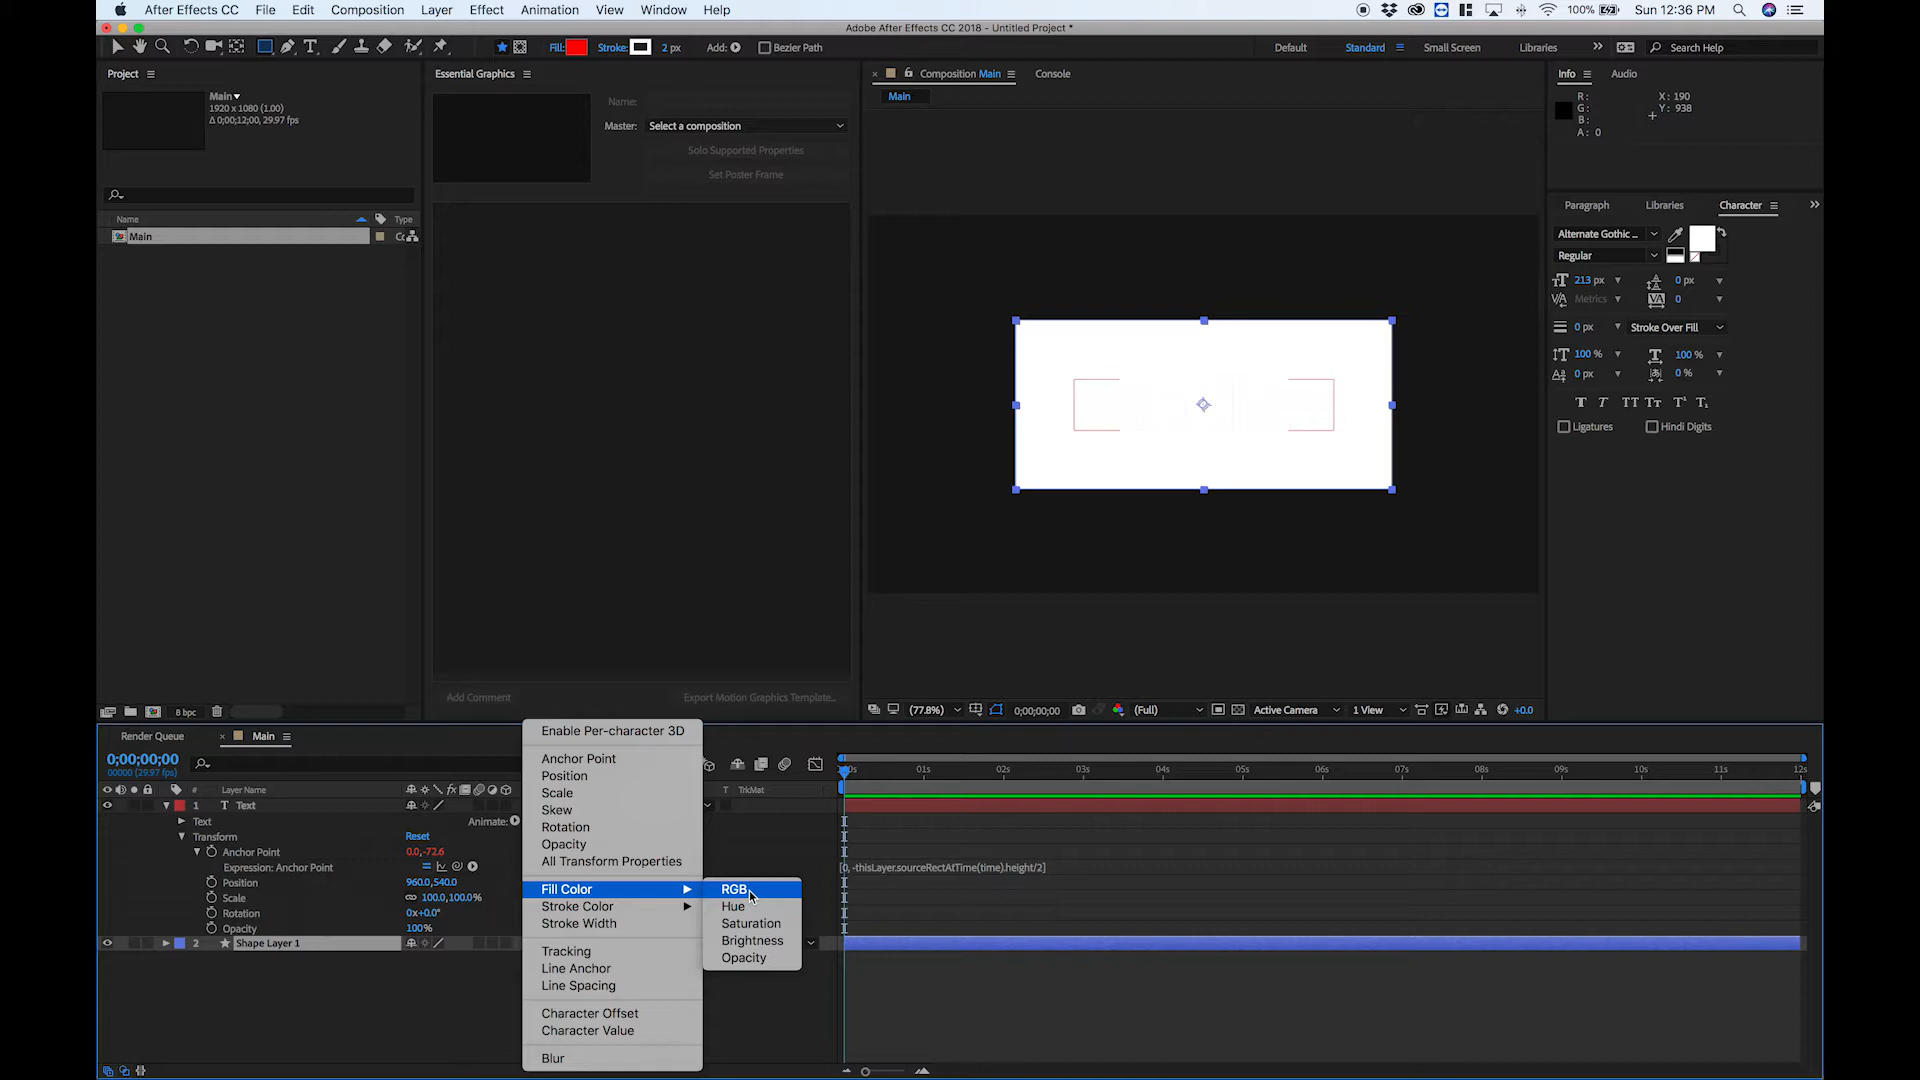 After Effects CC File Edit Composition Layer Effect Animation View Window Help 100% Sun 12:36 PM
Adobe After Effects CC 2018 - Untitled Project *
Fill: Stroke: 2 px Add: Bezier Path Default Standard Small Screen Libraries Search Help
Project Essential Graphics Composition Main Console Info Audio
Main
1920 x 1080 (1.00)
Δ 0;00;12;00, 29.97 fps
Name:
Master: Select a composition
Solo Supported Properties
Set Poster Frame
Main
R:
G:
B:
A: 0
X: 190
Y: 938
Name Type
Main
Paragraph Libraries Character
Alternate Gothic ...
Regular
213 px 0 px
Metrics 0
0 px Stroke Over Fill
100 % 100 %
0 px 0 %
Ligatures Hindi Digits
Add Comment Export Motion Graphics Template...
8 bpc (77.8%) 0;00;00;00 (Full) Active Camera 1 View +0.0
Render Queue Main
0;00;00;00
00000 (29.97 fps)
# Layer Name T TrkMat
01s 02s 03s 04s 05s 06s 07s 08s 09s 10s 11s 12s
1 T Text
Text Animate:
Transform Reset
Anchor Point 0.0,-72.6
Expression: Anchor Point [0, -thisLayer.sourceRectAtTime(time).height/2]
Position 960.0,540.0
Scale 100.0,100.0%
Rotation 0x+0.0°
Opacity 100%
2 Shape Layer 1
Enable Per-character 3D
Anchor Point
Position
Scale
Skew
Rotation
Opacity
All Transform Properties
Fill Color
Stroke Color
Stroke Width
Tracking
Line Anchor
Line Spacing
Character Offset
Character Value
Blur
RGB
Hue
Saturation
Brightness
Opacity